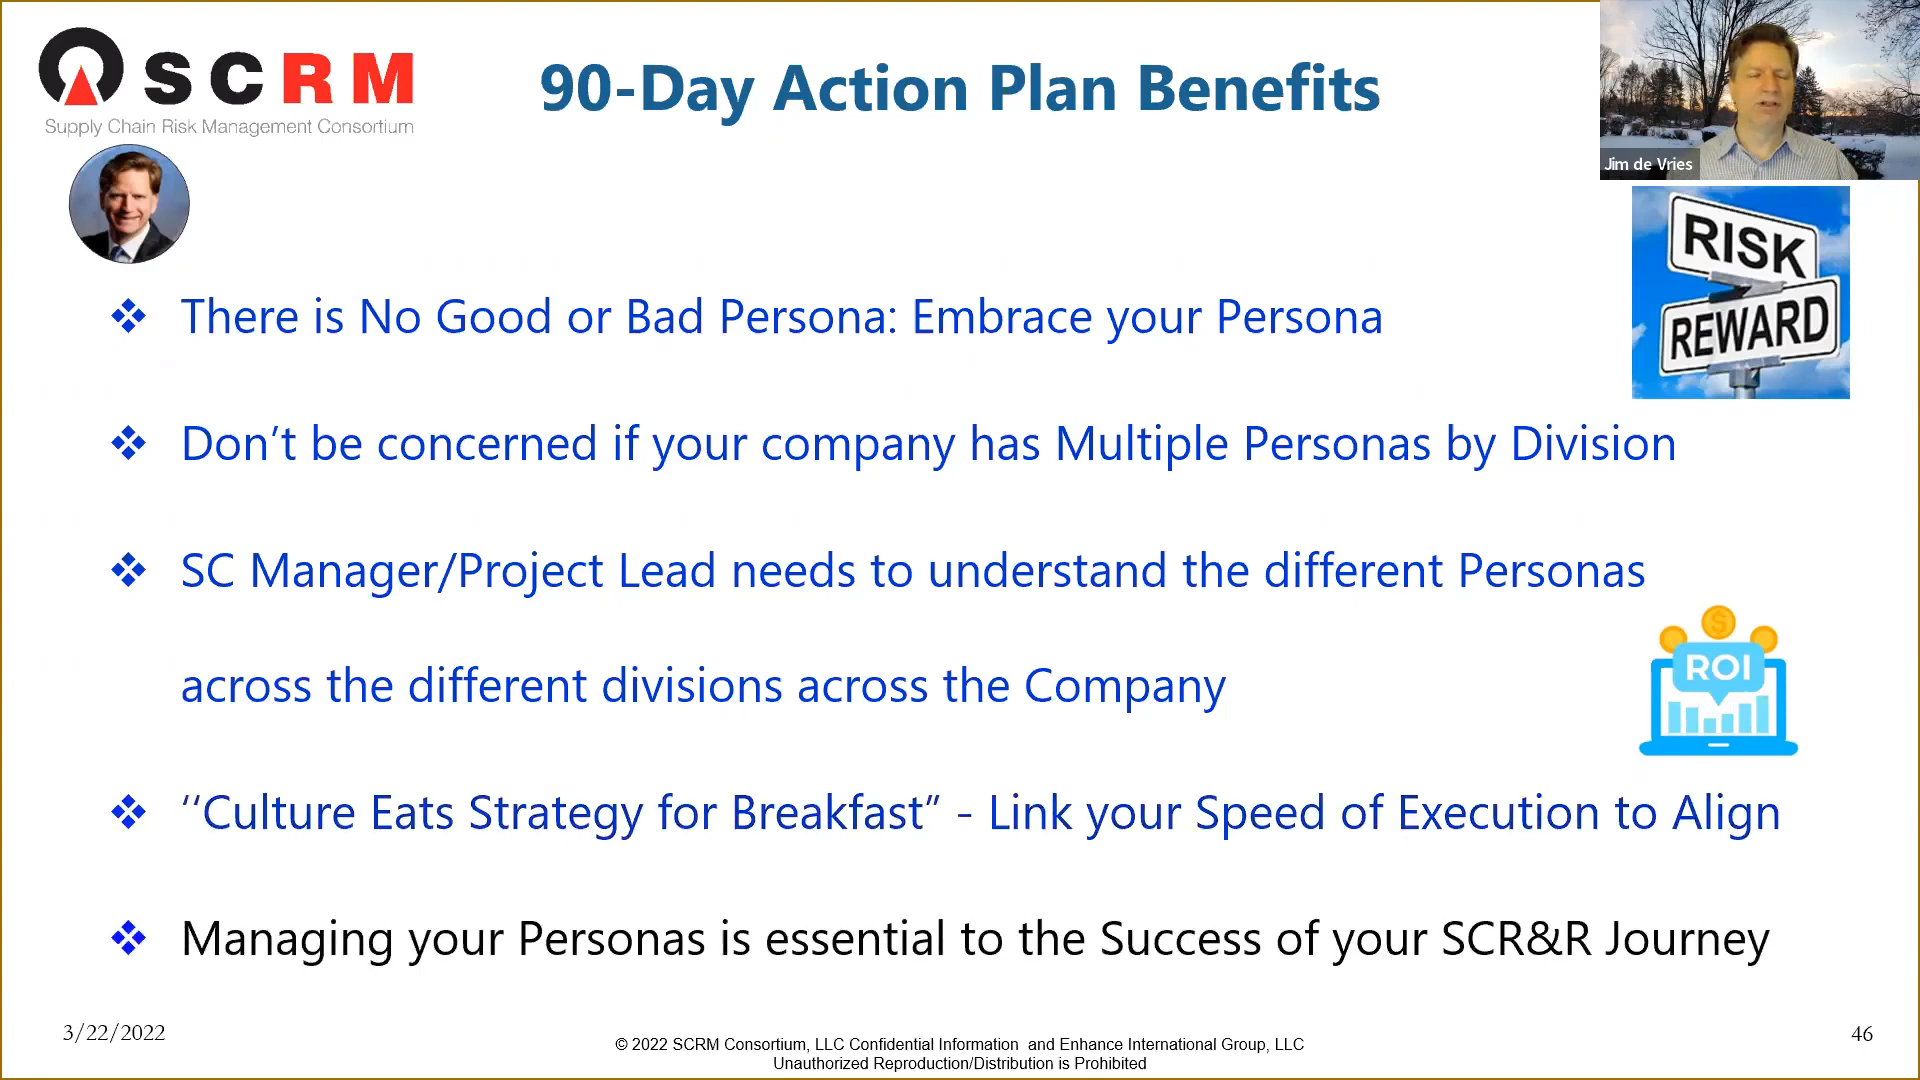 SCRM
Supply Chain Risk Management Consortium
90-Day Action Plan Benefits
Jim de Vries
RISK
REWARD
❖ There is No Good or Bad Persona: Embrace your Persona
❖ Don’t be concerned if your company has Multiple Personas by Division
❖ SC Manager/Project Lead needs to understand the different Personas
across the different divisions across the Company
ROI
❖ ‘‘Culture Eats Strategy for Breakfast” - Link your Speed of Execution to Align
❖ Managing your Personas is essential to the Success of your SCR&R Journey
3/22/2022
© 2022 SCRM Consortium, LLC Confidential Information and Enhance International Group, LLC
Unauthorized Reproduction/Distribution is Prohibited
46